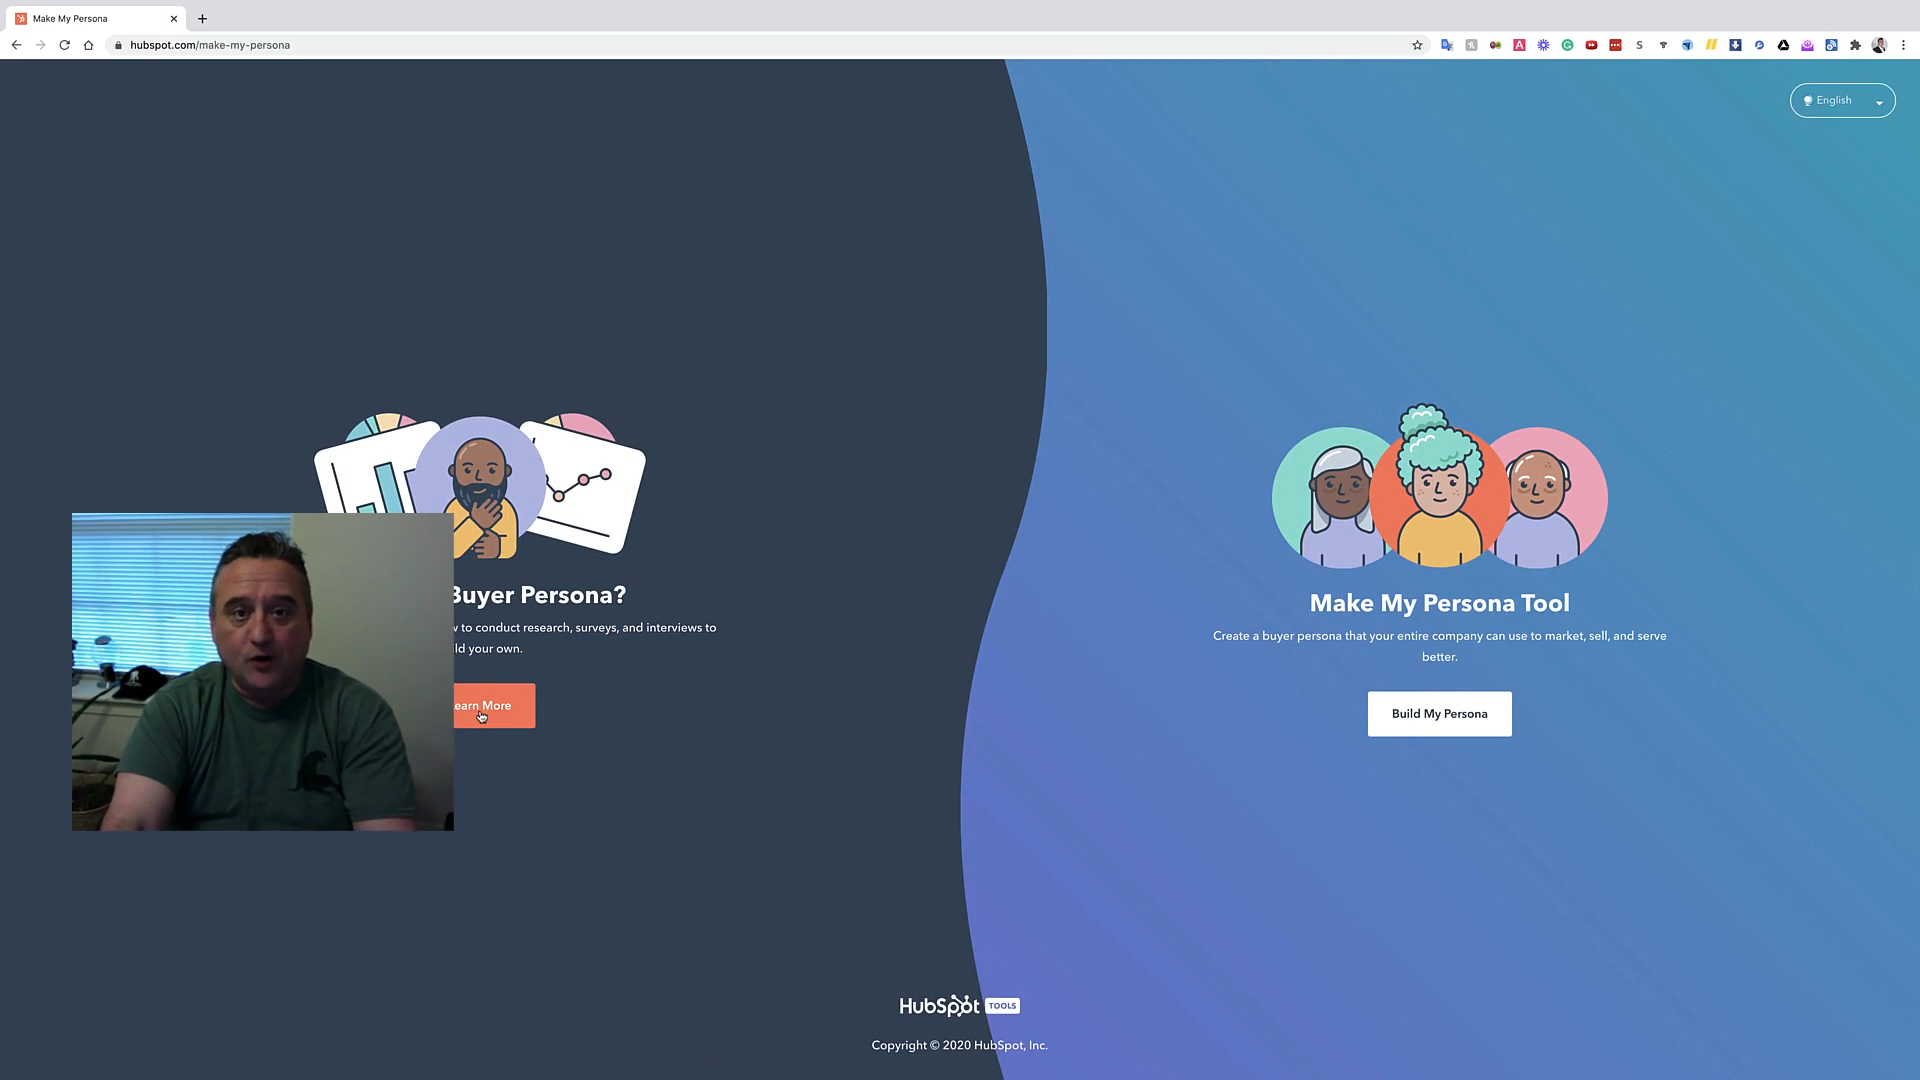 Make My Persona
hubspot.com/make-my-persona
English
Buyer Persona?
to conduct research, surveys, and interviews to
your own.
Learn More
Make My Persona Tool
Create a buyer persona that your entire company can use to market, sell, and serve
better.
Build My Persona
HubSpot TOOLS
Copyright © 2020 HubSpot, Inc.